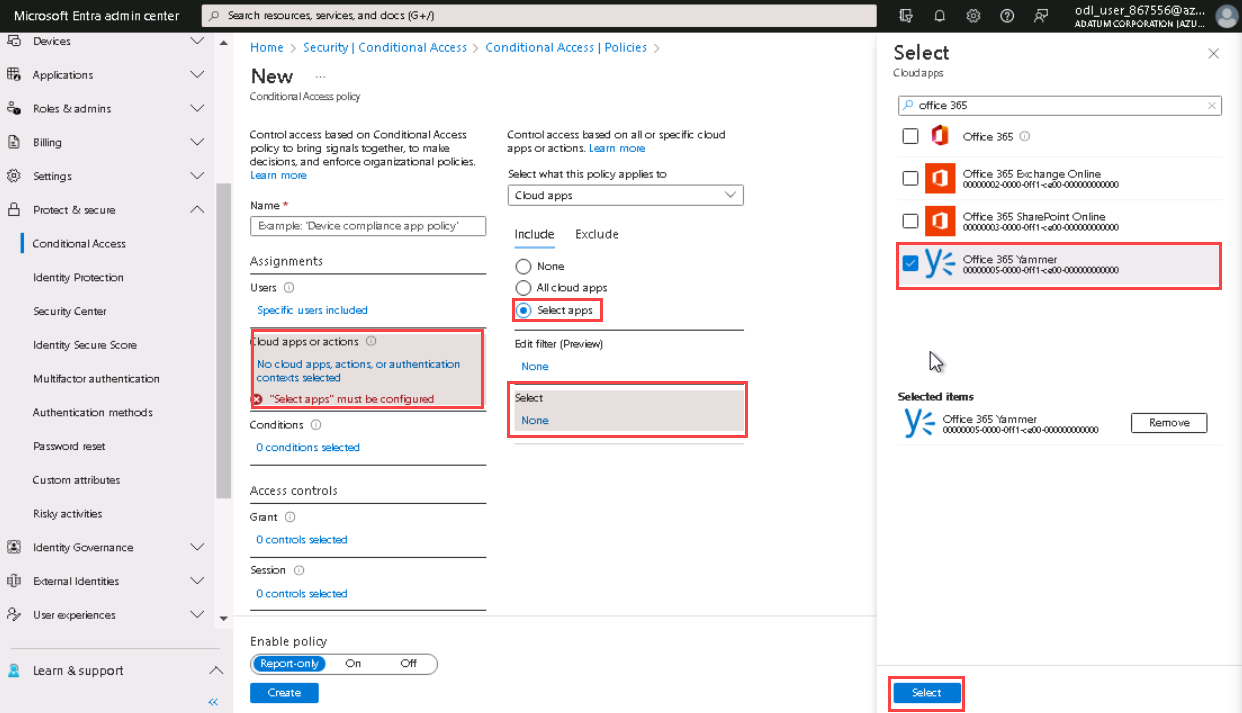 Microsoft Entra admin center
Search resources, services, and docs (G+/)
odl_user_867556@az...
ADATUM CORPORATION (AZU...
Devices
Applications
Roles & admins
Billing
Settings
Protect & secure
Conditional Access
Identity Protection
Security Center
Identity Secure Score
Multifactor authentication
Authentication methods
Password reset
Custom attributes
Risky activities
Identity Governance
External Identities
User experiences
Learn & support
Home > Security | Conditional Access > Conditional Access | Policies >
New ...
Conditional Access policy
Control access based on Conditional Access
policy to bring signals together, to make
decisions, and enforce organizational policies.
Learn more
Name *
Example: 'Device compliance app policy'
Assignments
Users
Specific users included
Cloud apps or actions
No cloud apps, actions, or authentication
contexts selected
"Select apps" must be configured
Conditions
0 conditions selected
Access controls
Grant
0 controls selected
Session
0 controls selected
Enable policy
Report-only On Off
Create
Control access based on all or specific cloud
apps or actions. Learn more
Select what this policy applies to
Cloud apps
Include Exclude
None
All cloud apps
Select apps
Edit filter (Preview)
None
Select
None
Select
Cloud apps
office 365
Office 365
Office 365 Exchange Online
00000002-0000-0ff1-ce00-000000000000
Office 365 SharePoint Online
00000003-0000-0ff1-ce00-000000000000
Office 365 Yammer
00000005-0000-0ff1-ce00-000000000000
Selected items
Office 365 Yammer
00000005-0000-0ff1-ce00-000000000000
Remove
Select